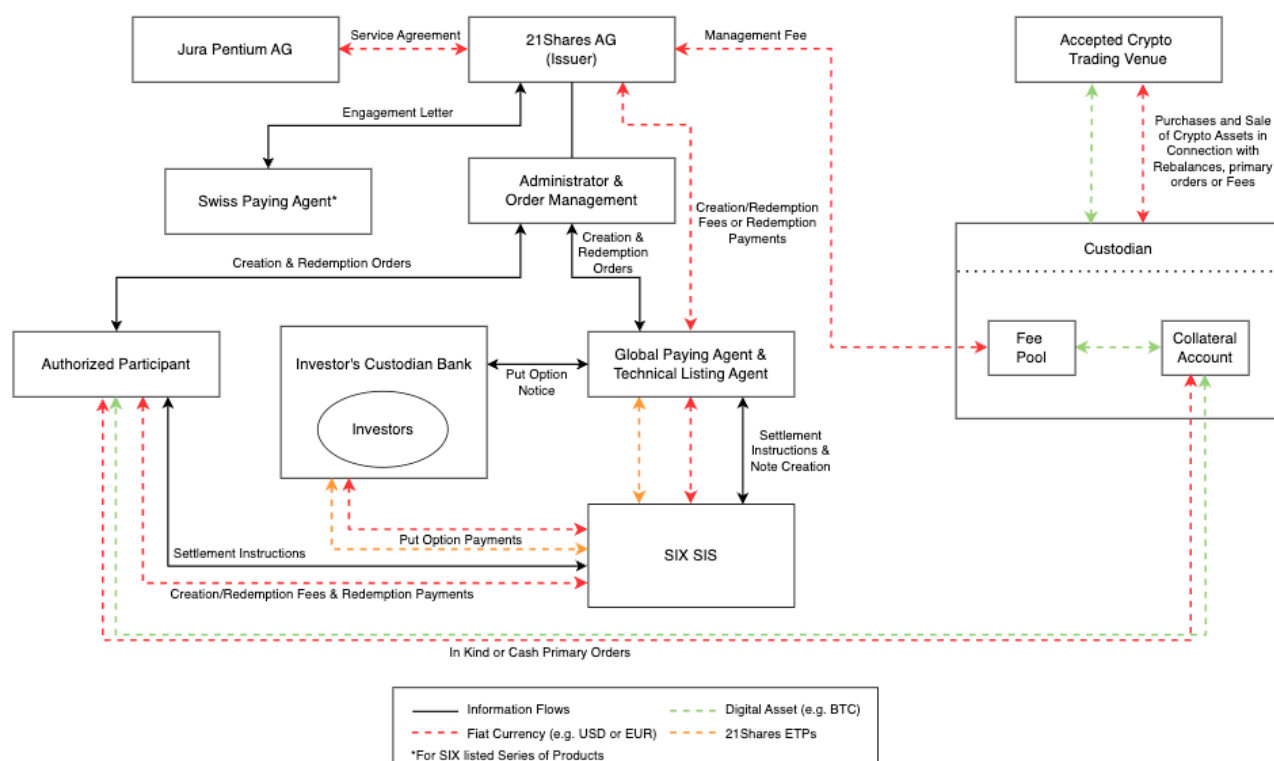 Jura Pentium AG
Service Agreement
21Shares AG
(Issuer)
Management Fee
Accepted Crypto
Trading Venue
Engagement Letter
Purchases and Sale
of Crypto Assets in
Connection with
Rebalances, primary
orders or Fees
Swiss Paying Agent*
Administrator &
Order Management
Creation/Redemption
Fees or Redemption
Payments
Creation &
Redemption
Orders
Creation & Redemption Orders
Custodian
Authorized Participant
Investor's Custodian Bank
Investors
Put Option
Notice
Global Paying Agent &
Technical Listing Agent
Fee
Pool
Collateral
Account
Settlement
Instructions &
Note Creation
Put Option Payments
Settlement Instructions
SIX SIS
Creation/Redemption Fees & Redemption Payments
In Kind or Cash Primary Orders
Information Flows
Digital Asset (e.g. BTC)
Fiat Currency (e.g. USD or EUR)
21Shares ETPs
*For SIX listed Series of Products